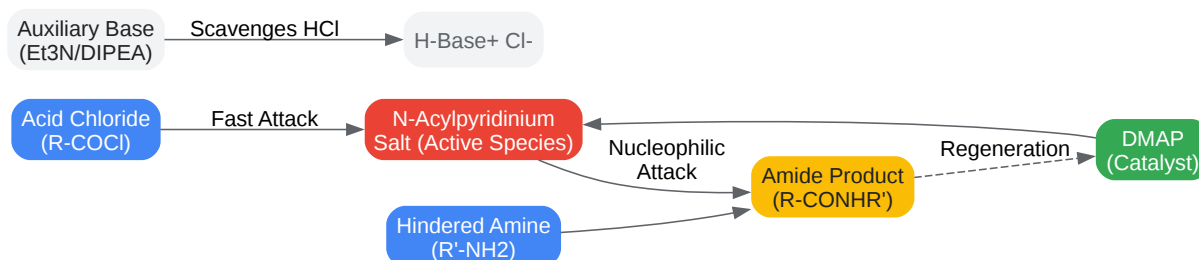 Auxiliary Base
(Et3N/DIPEA)
Scavenges HCl
H-Base+ Cl-
Acid Chloride
(R-COCl)
Fast Attack
N-Acylpyridinium
Salt (Active Species)
Nucleophilic
Attack
Hindered Amine
(R'-NH2)
Amide Product
(R-CONHR')
Regeneration
DMAP
(Catalyst)